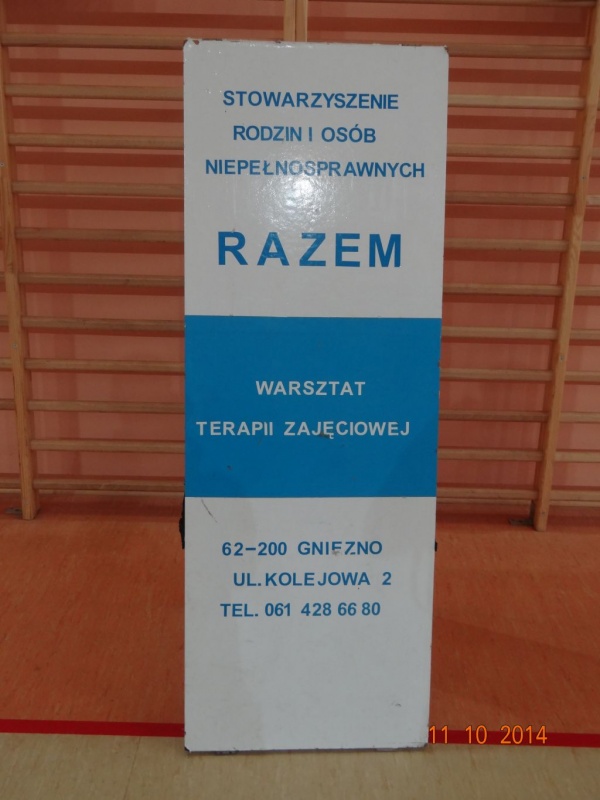 STOWARZYSZENIE
RODZIN I OSÓB
NIEPEŁNOSPRAWNYCH
RAZEM
WARSZTAT
TERAPII ZAJĘCIOWEJ
62-200 GNIEZNO
UL. KOLEJOWA 2
TEL. 061 428 66 80
11 10 2014